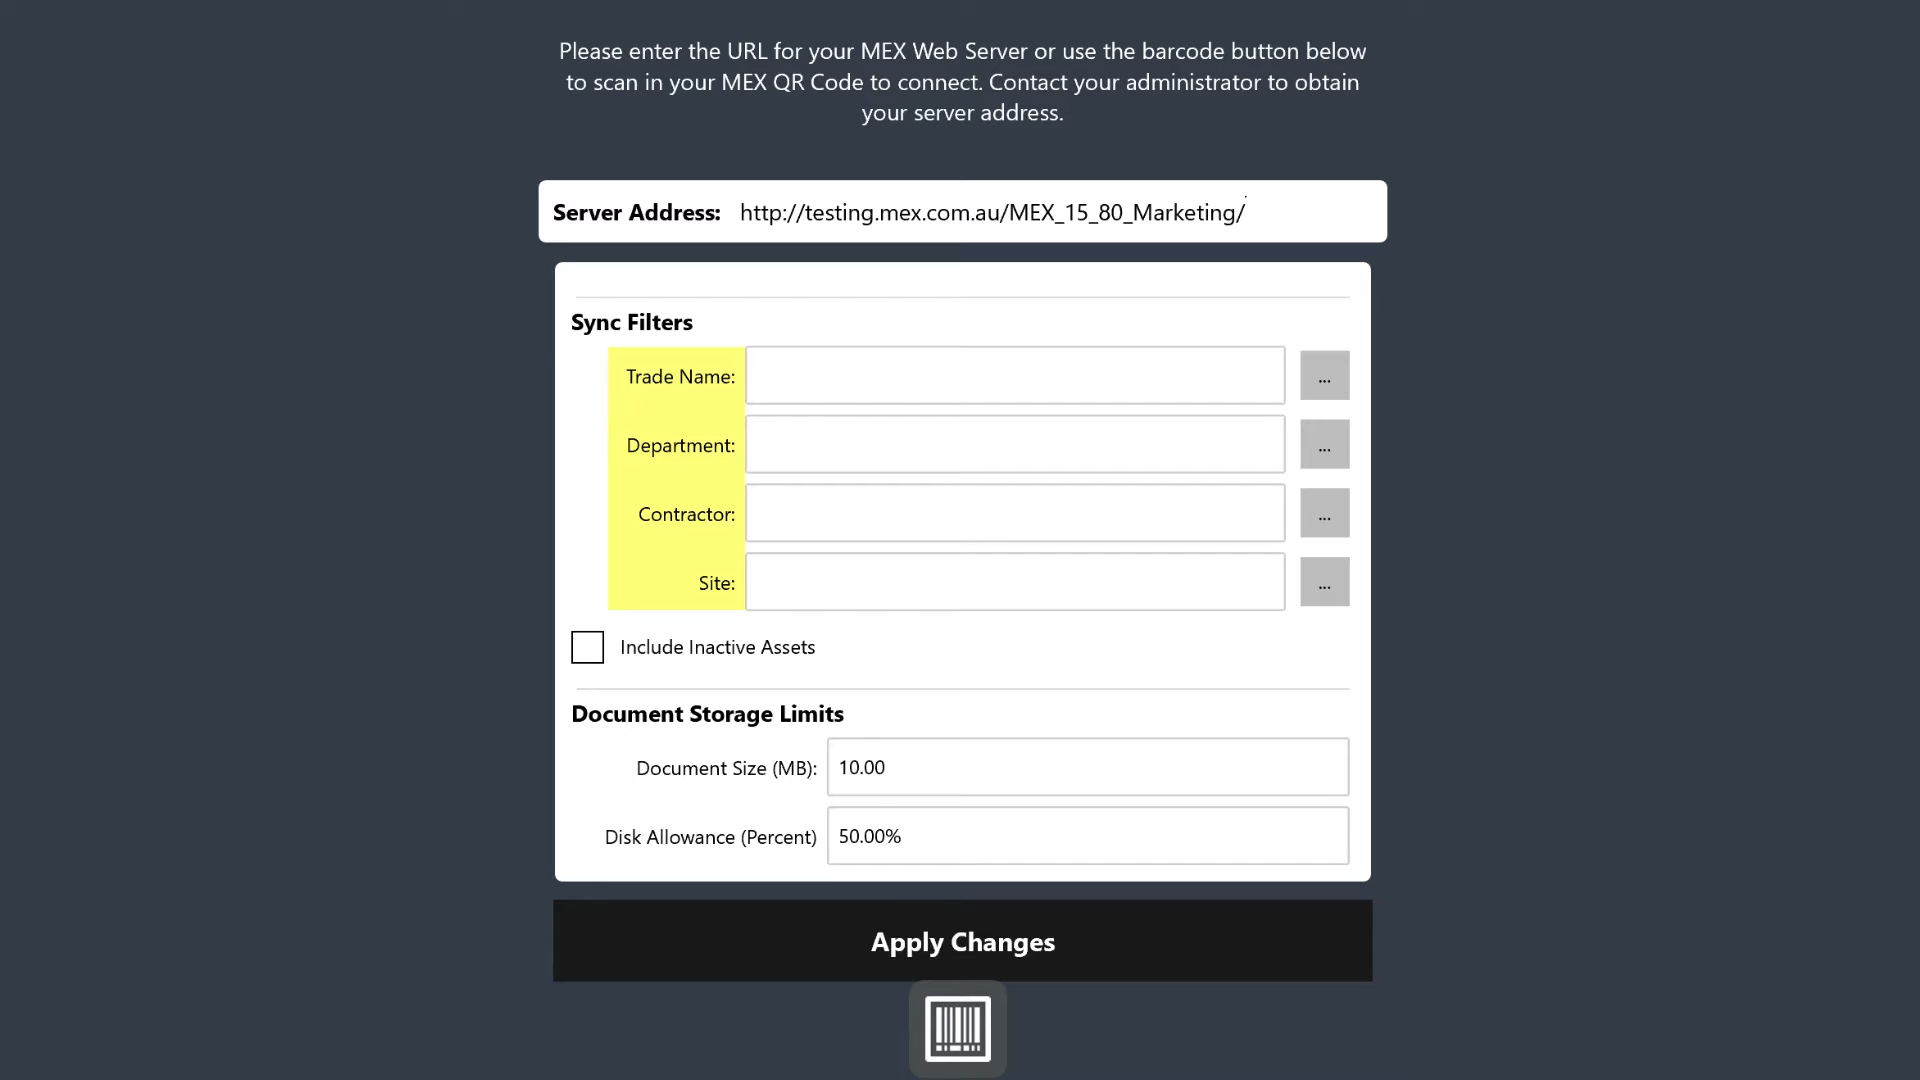 Please enter the URL for your MEX Web Server or use the barcode button below
to scan in your MEX QR Code to connect. Contact your administrator to obtain
your server address.
Server Address: http://testing.mex.com.au/MEX_15_80_Marketing/
Sync Filters
Trade Name: ...
Department: ...
Contractor: ...
Site: ...
Include Inactive Assets
Document Storage Limits
Document Size (MB): 10.00
Disk Allowance (Percent) 50.00%
Apply Changes